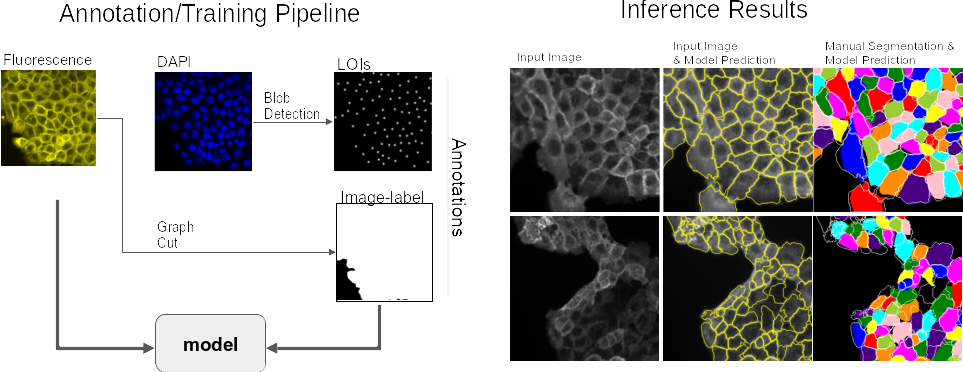 Annotation/Training Pipeline
Fluorescence
DAPI
LOIs
Blob
Detection
Annotations
Image-label
Graph
Cut
model
Inference Results
Input Image
Input Image
& Model Prediction
Manual Segmentation &
Model Prediction